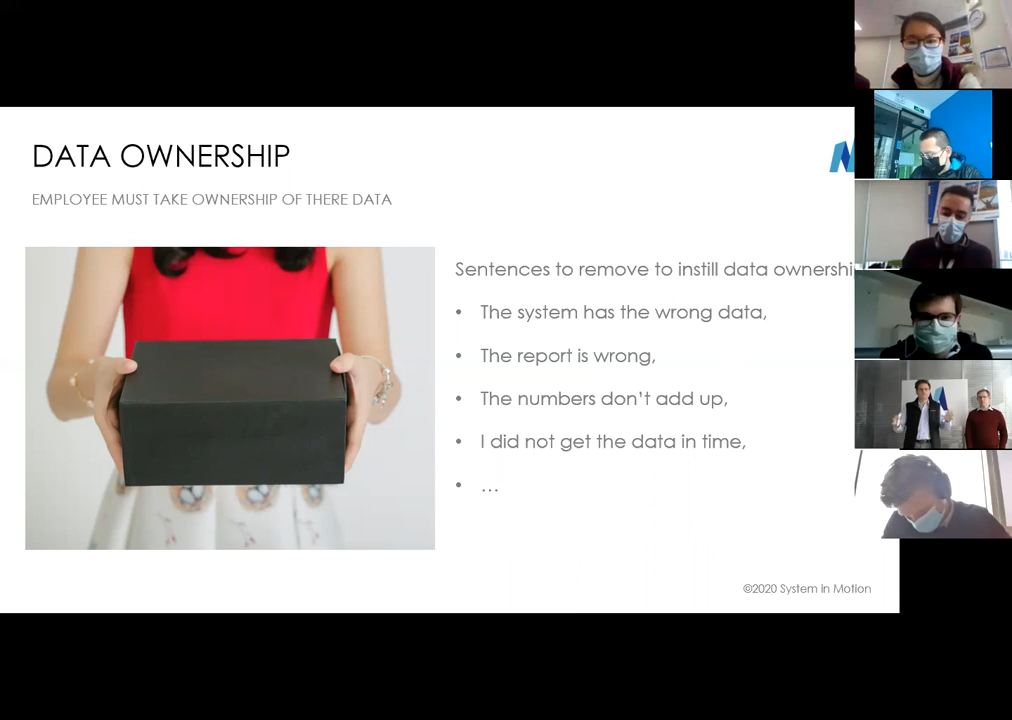 DATA OWNERSHIP
EMPLOYEE MUST TAKE OWNERSHIP OF THERE DATA
Sentences to remove to instill data ownershi
• The system has the wrong data,
• The report is wrong,
• The numbers don't add up,
• I did not get the data in time,
• …
©2020 System in Motion